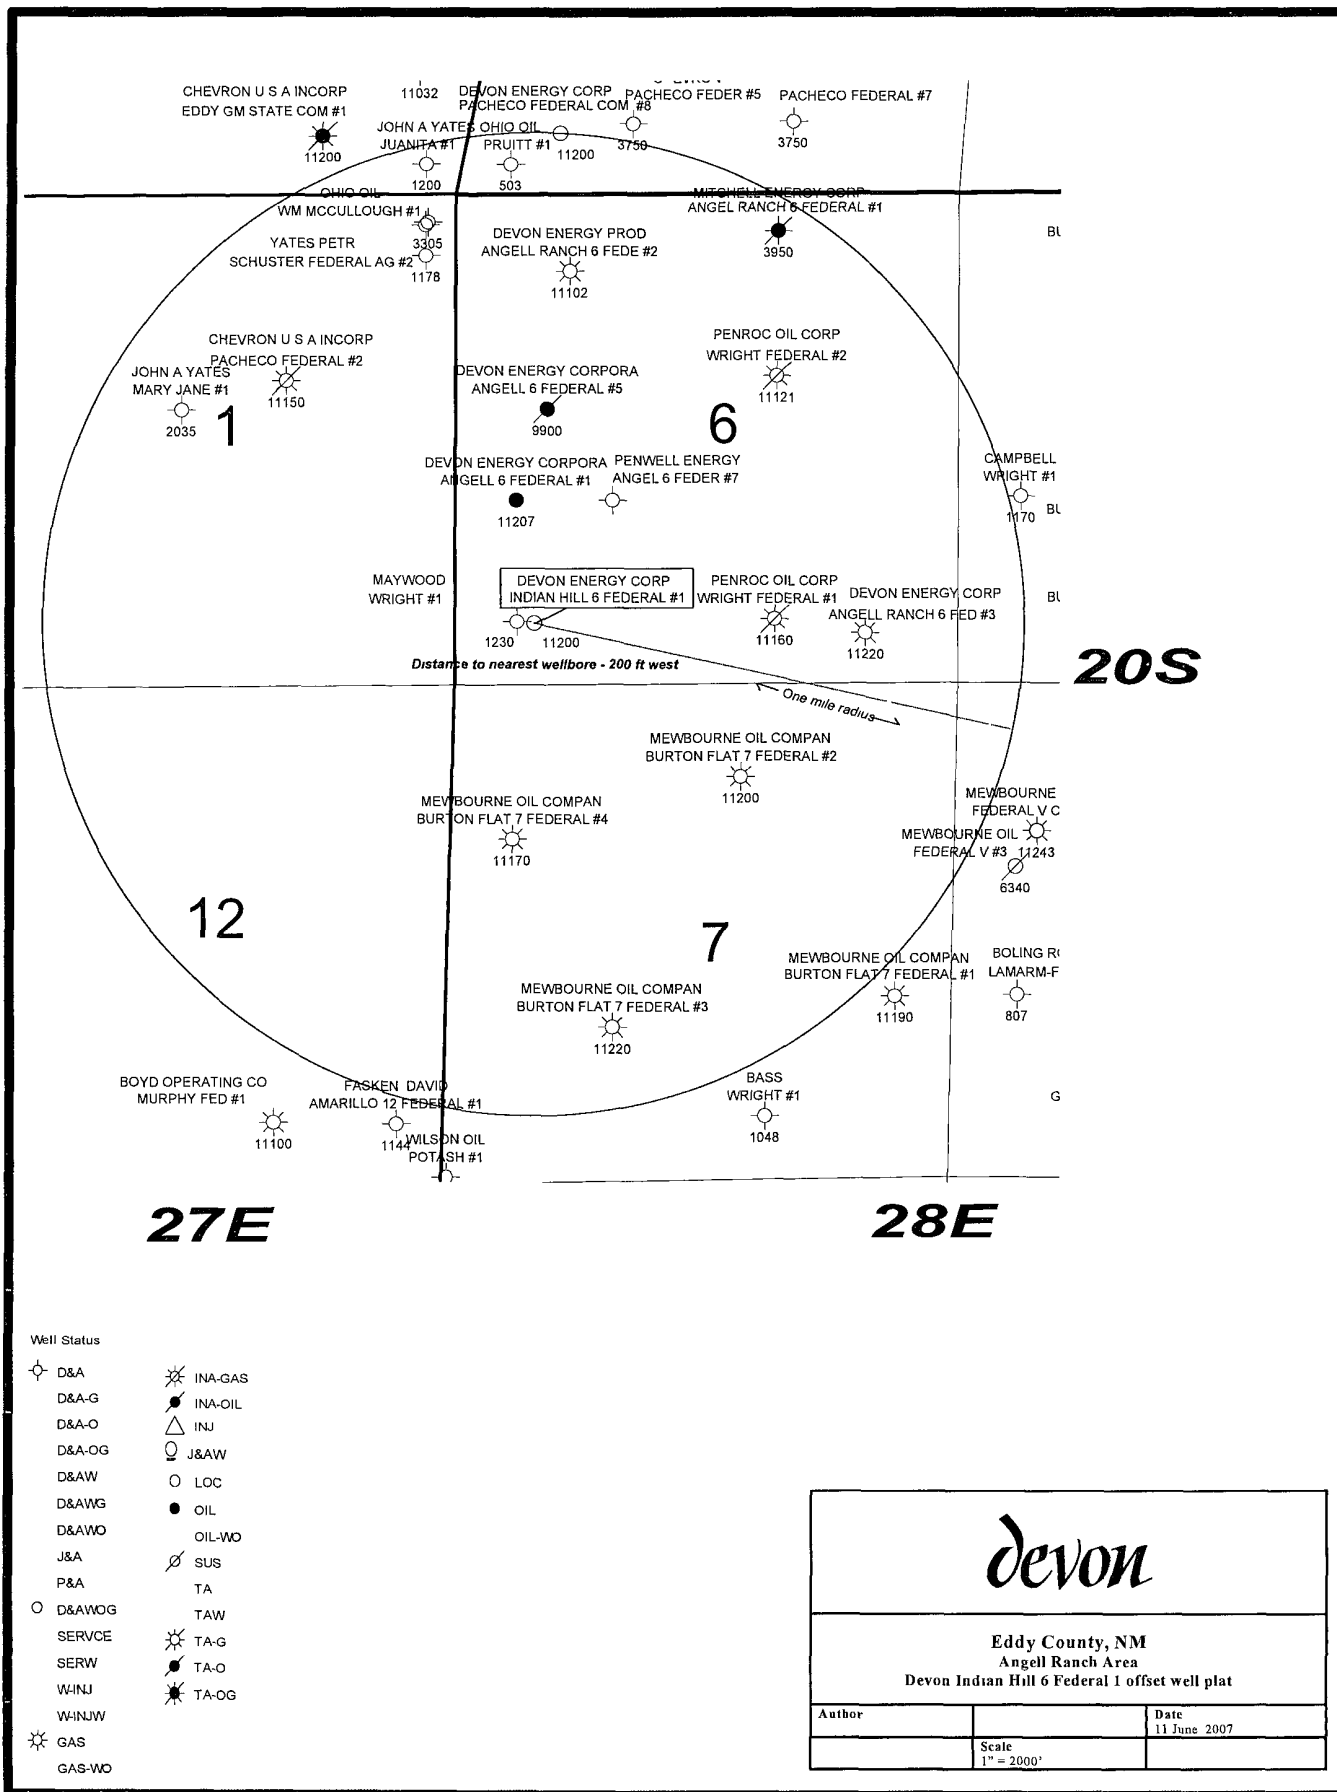 CHEVRON U S A INCORP
EDDY GM STATE COM #1
11200
11032
DEVON ENERGY CORP
PACHECO FEDERAL COM #8
11200
PACHECO FEDER #5
3750
PACHECO FEDERAL #7
3750
JOHN A YATES
JUANITA #1
1200
OHIO OIL
PRUITT #1
503
OHIO OIL
WM MCCULLOUGH #1
3305
YATES PETR
SCHUSTER FEDERAL AG #2
1178
DEVON ENERGY PROD
ANGELL RANCH 6 FEDE #2
11102
MITCHELL ENERGY CORP
ANGEL RANCH 6 FEDERAL #1
3950
BU
CHEVRON U S A INCORP
PACHECO FEDERAL #2
11150
JOHN A YATES
MARY JANE #1
2035
1
DEVON ENERGY CORPORA
ANGELL 6 FEDERAL #5
9900
PENROC OIL CORP
WRIGHT FEDERAL #2
11121
6
DEVON ENERGY CORPORA
ANGELL 6 FEDERAL #1
11207
PENWELL ENERGY
ANGEL 6 FEDER #7
CAMPBELL
WRIGHT #1
1170
BU
MAYWOOD
WRIGHT #1
1230
DEVON ENERGY CORP
INDIAN HILL 6 FEDERAL #1
11200
PENROC OIL CORP
WRIGHT FEDERAL #1
11160
DEVON ENERGY CORP
ANGELL RANCH 6 FED #3
11220
BU
Distance to nearest wellbore - 200 ft west
20S
One mile radius
MEWBOURNE OIL COMPAN
BURTON FLAT 7 FEDERAL #2
11200
MEWBOURNE OIL COMPAN
BURTON FLAT 7 FEDERAL #4
11170
MEWBOURNE
FEDERAL V C
11243
MEWBOURNE OIL
FEDERAL V #3
6340
12
7
MEWBOURNE OIL COMPAN
BURTON FLAT 7 FEDERAL #1
11190
BOLING R
LAMARM-F
807
MEWBOURNE OIL COMPAN
BURTON FLAT 7 FEDERAL #3
11220
BOYD OPERATING CO
MURPHY FED #1
11100
FASKEN DAVID
AMARILLO 12 FEDERAL #1
1144
WILSON OIL
POTASH #1
BASS
WRIGHT #1
1048
G
27E
28E
Well Status
D&A
D&A-G
D&A-O
D&A-OG
D&AW
D&AWG
D&AWO
J&A
P&A
D&AWOG
SERVCE
SERW
W-INJ
W-INJW
GAS
GAS-WO
INA-GAS
INA-OIL
INJ
J&AW
LOC
OIL
OIL-WO
SUS
TA
TAW
TA-G
TA-O
TA-OG
devon
Eddy County, NM
Angell Ranch Area
Devon Indian Hill 6 Federal 1 offset well plat
Author
Date
11 June 2007
Scale
1" = 2000'